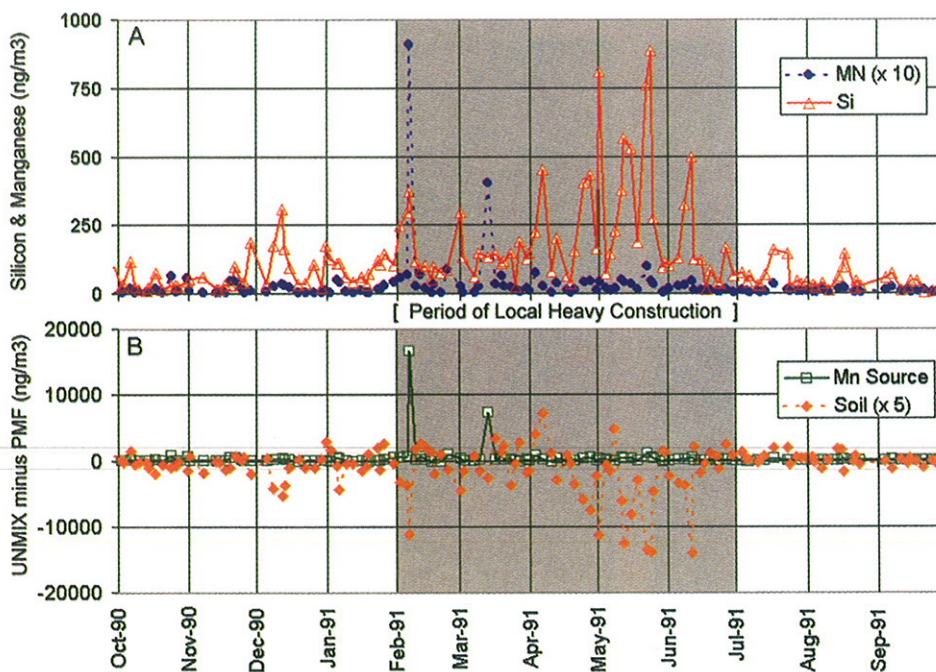 A
Silicon & Manganese (ng/m3)
1000
750
500
250
0
MN (x 10)
Si
[ Period of Local Heavy Construction ]
B
UNMIX minus PMF (ng/m3)
20000
10000
0
-10000
-20000
Mn Source
Soil (x 5)
Oct-90
Nov-90
Dec-90
Jan-91
Feb-91
Mar-91
Apr-91
May-91
Jun-91
Jul-91
Aug-91
Sep-91